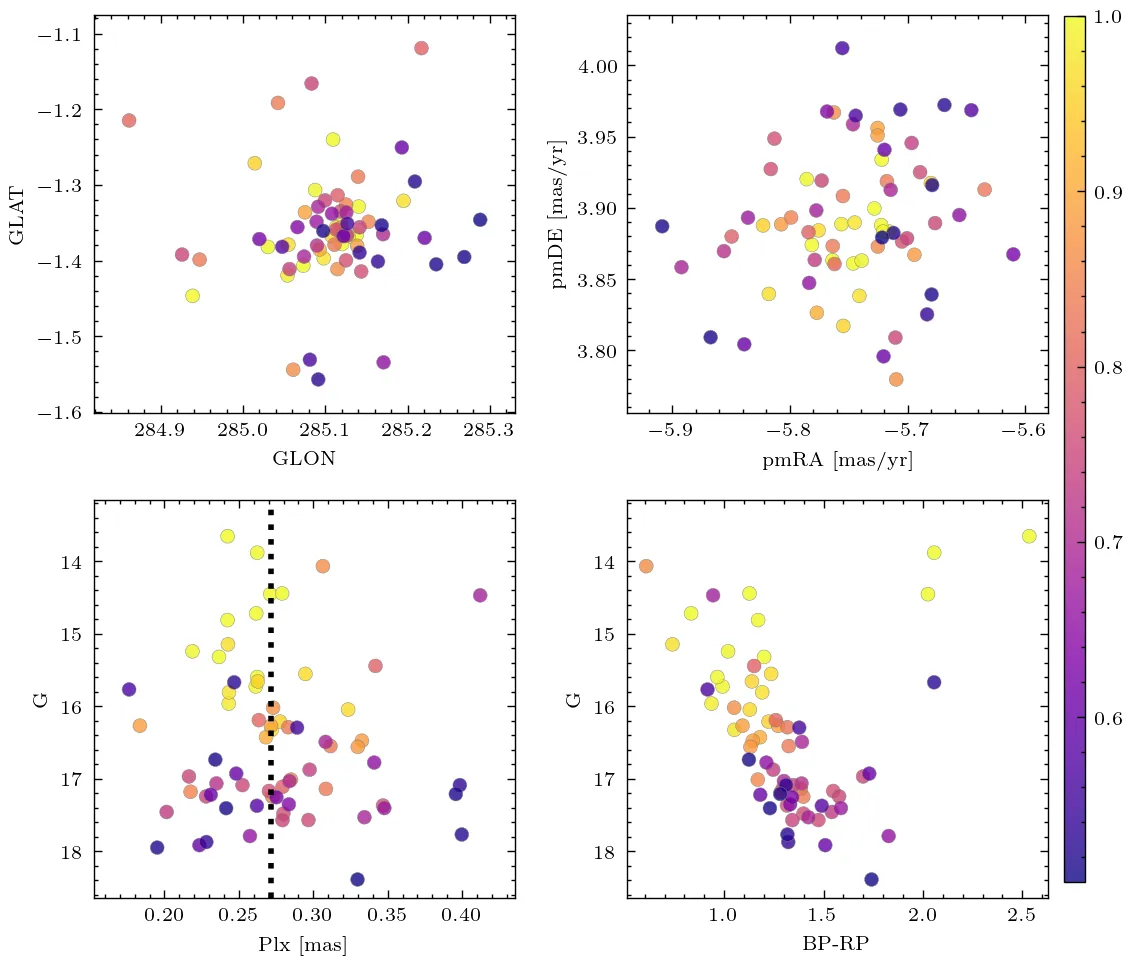 −1.1
−1.2
−1.3
−1.4
−1.5
−1.6
GLAT
284.9 285.0 285.1 285.2 285.3
GLON
4.00
3.95
3.90
3.85
3.80
pmDE [mas/yr]
−5.9 −5.8 −5.7 −5.6
pmRA [mas/yr]
1.0
0.9
0.8
0.7
0.6
14
15
16
17
18
G
0.20 0.25 0.30 0.35 0.40
Plx [mas]
14
15
16
17
18
G
1.0 1.5 2.0 2.5
BP-RP